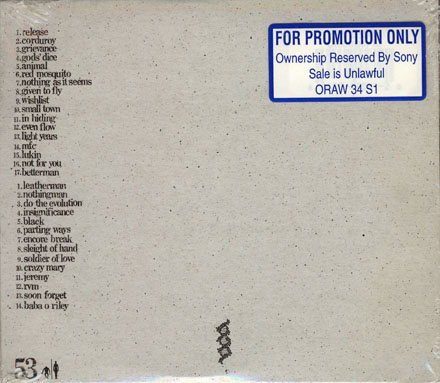 1.release
2.corduroy
3.grievance
4.gods' dice
5.animal
6.red mosquito
7.nothing as it seems
8.given to fly
9.wishlist
10.small town
11.in hiding
12.even flow
13.light years
14.mfc
15.lukin
16.not for you
17.betterman
1.leatherman
2.nothingman
3.do the evolution
4.insignificance
5.black
6.parting ways
7.encore break
8.sleight of hand
9.soldier of love
10.crazy mary
11.jeremy
12.rvm
13.soon forget
14.baba o riley
53
FOR PROMOTION ONLY
Ownership Reserved By Sony
Sale is Unlawful
ORAW 34 S1